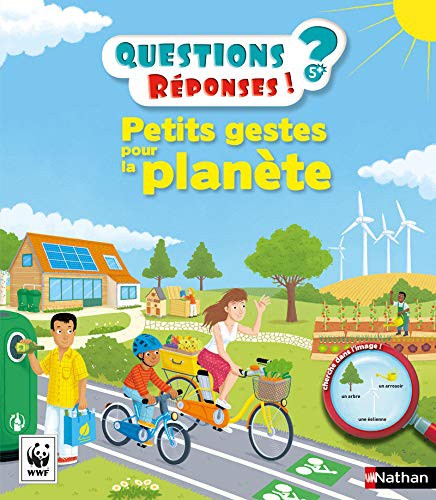 QUESTIONS ?
RÉPONSES ! 5+
Petits gestes
pour
la planète
cherche dans l'image !
un arbre
un arrosoir
une éolienne
WWF
Nathan